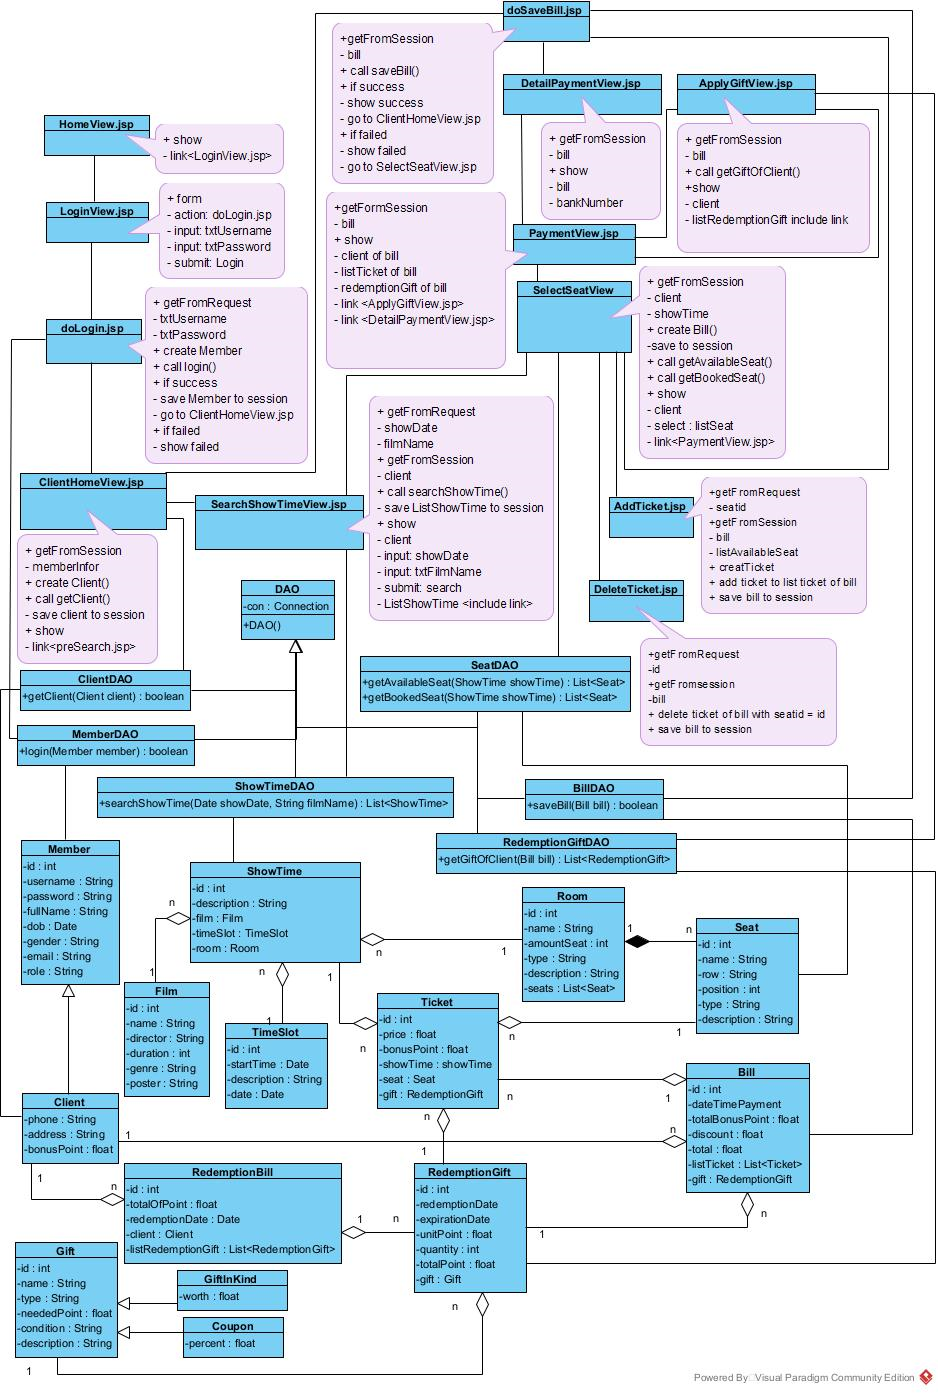 doSaveBill.jsp
+getFromSession
- bill
+ call saveBill()
+ if success
- show success
- go to ClientHomeView.jsp
+ if failed
- show failed
- go to SelectSeatView.jsp
DetailPaymentView.jsp
+ getFromSession
- bill
+ show
- bill
- bankNumber
ApplyGiftView.jsp
+ getFromSession
- bill
+ call getGiftOfClient()
+show
- client
- listRedemptionGift include link
HomeView.jsp
+ show
- link<LoginView.jsp>
LoginView.jsp
+ form
- action: doLogin.jsp
- input: txtUsername
- input: txtPassword
- submit: Login
PaymentView.jsp
+getFormSession
- bill
+ show
- client of bill
- listTicket of bill
- redemptionGift of bill
- link <ApplyGiftView.jsp>
- link <DetailPaymentView.jsp>
SelectSeatView
+ getFromSession
- client
- showTime
+ create Bill()
-save to session
+ call getAvailableSeat()
+ call getBookedSeat()
+ show
- client
- select : listSeat
- link<PaymentView.jsp>
doLogin.jsp
+ getFromRequest
- txtUsername
- txtPassword
+ create Member
+ call login()
+ if success
- save Member to session
- go to ClientHomeView.jsp
+ if failed
- show failed
ClientHomeView.jsp
+ getFromSession
- memberInfor
+ create Client()
+ call getClient()
- save client to session
+ show
- link<preSearch.jsp>
SearchShowTimeView.jsp
+ getFromRequest
- showDate
- filmName
+ getFromSession
- client
+ call searchShowTime()
- save ListShowTime to session
+ show
- client
- input: showDate
- input: txtFilmName
- submit: search
- ListShowTime <include link>
AddTicket.jsp
+getFromRequest
- seatid
+getFromSession
- bill
- listAvailableSeat
+ creatTicket
+ add ticket to list ticket of bill
+ save bill to session
DeleteTicket.jsp
+getFromRequest
-id
+getFromsession
-bill
+ delete ticket of bill with seatid = id
+ save bill to session
DAO
-con : Connection
+DAO()
SeatDAO
+getAvailableSeat(ShowTime showTime) : List<Seat>
+getBookedSeat(ShowTime showTime) : List<Seat>
ClientDAO
+getClient(Client client) : boolean
MemberDAO
+login(Member member) : boolean
ShowTimeDAO
+searchShowTime(Date showDate, String filmName) : List<ShowTime>
BillDAO
+saveBill(Bill bill) : boolean
RedemptionGiftDAO
+getGiftOfClient(Bill bill) : List<RedemptionGift>
Member
-id : int
-username : String
-password : String
-fullName : String
-dob : Date
-gender : String
-email : String
-role : String
ShowTime
-id : int
-description : String
-film : Film
-timeSlot : TimeSlot
-room : Room
n
1
n
1
n
1
1
n
Room
-id : int
-name : String
-amountSeat : int
-type : String
-description : String
-seats : List<Seat>
1
n
Seat
-id : int
-name : String
-row : String
-position : int
-type : String
-description : String
Film
-id : int
-name : String
-director : String
-duration : int
-genre : String
-poster : String
TimeSlot
-id : int
-startTime : Date
-description : String
-date : Date
Ticket
-id : int
-price : float
-bonusPoint : float
-showTime : showTime
-seat : Seat
-gift : RedemptionGift
n
1
n
1
n
1
Bill
-id : int
-dateTimePayment
-totalBonusPoint : float
-discount : float
-total : float
-listTicket : List<Ticket>
-gift : RedemptionGift
Client
-phone : String
-address : String
-bonusPoint : float
1
n
1
n
RedemptionBill
-id : int
-totalOfPoint : float
-redemptionDate : Date
-client : Client
-listRedemptionGift : List<RedemptionGift>
1
n
RedemptionGift
-id : int
-redemptionDate
-expirationDate
-unitPoint : float
-quantity : int
-totalPoint : float
-gift : Gift
1
n
Gift
-id : int
-name : String
-type : String
-neededPoint : float
-condition : String
-description : String
GiftInKind
-worth : float
Coupon
-percent : float
n
1
Powered By Visual Paradigm Community Edition